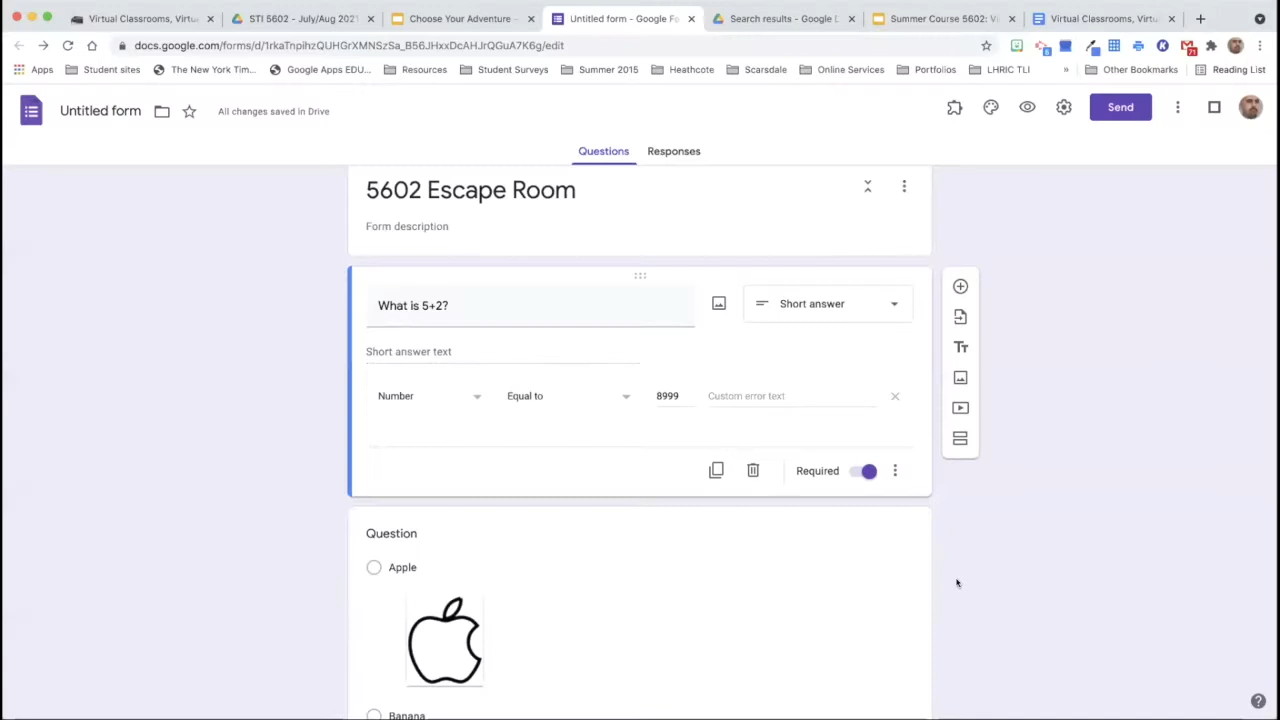 Virtual Classrooms, Virtu
STI 5602 - July/Aug 2021
Choose Your Adventure -
Untitled form - Google Fo
Search results - Google D
Summer Course 5602: Vi
Virtual Classrooms, Virtu
docs.google.com/forms/d/1rkaTnpihzQUHGrXMNSzSa_B56JHxxDcAHJrQGuA7K6g/edit
Apps
Student sites
The New York Tim...
Google Apps EDU...
Resources
Student Surveys
Summer 2015
Heathcote
Scarsdale
Online Services
Portfolios
LHRIC TLI
»
Other Bookmarks
Reading List
Untitled form
All changes saved in Drive
Send
Questions
Responses
5602 Escape Room
Form description
What is 5+2?
Short answer
Short answer text
Number
Equal to
8999
Custom error text
Required
Question
Apple
Banana